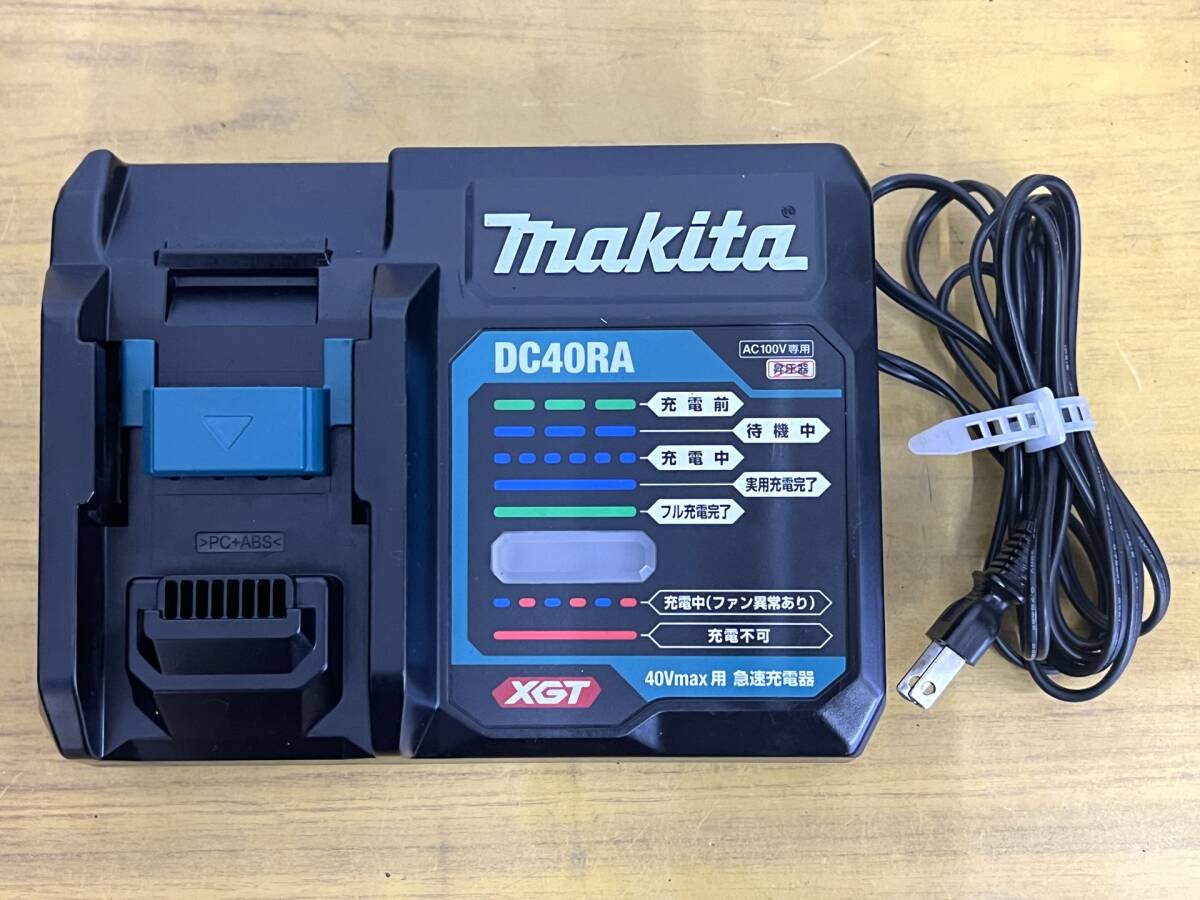 makita®
DC40RA
AC100V専用
昇圧器
充電前
待機中
充電中
実用充電完了
フル充電完了
>PC+ABS<
充電中(ファン異常あり)
充電不可
XGT
40Vmax用 急速充電器